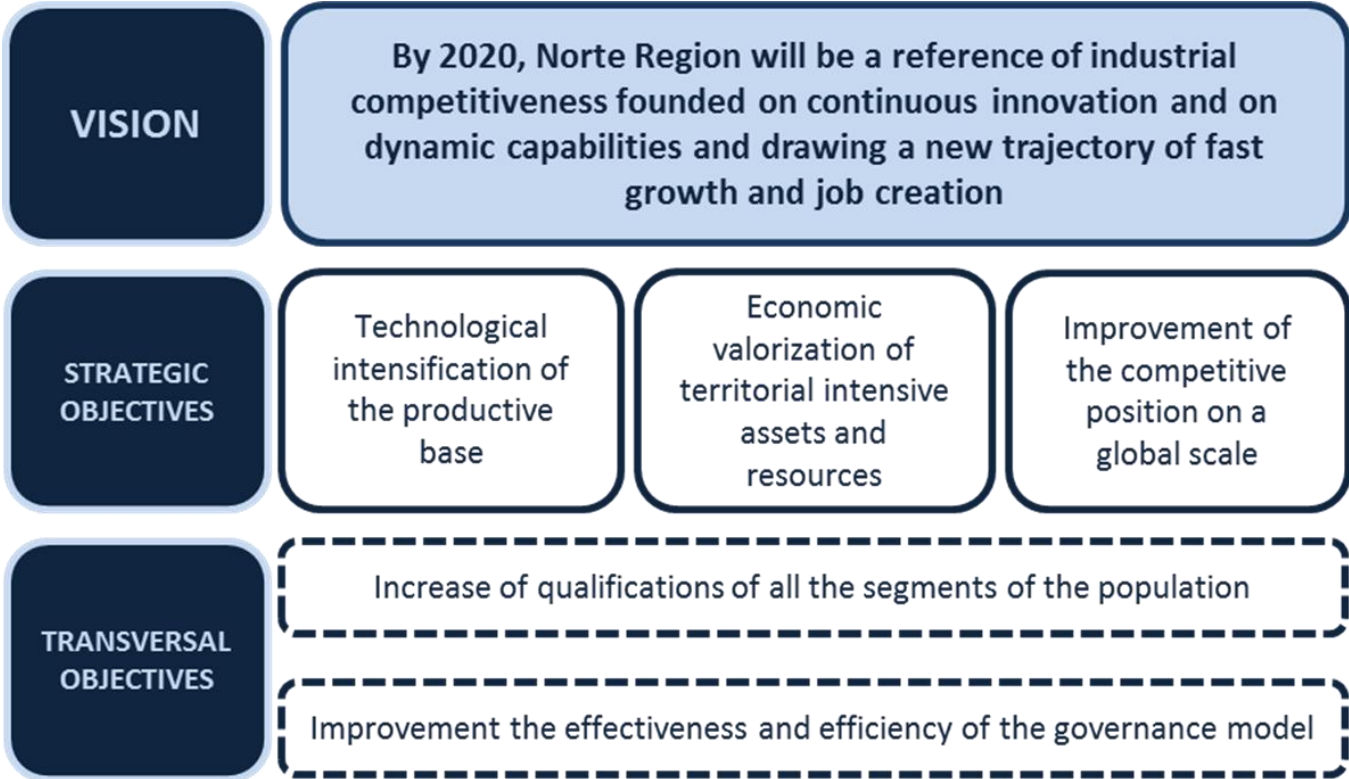 VISION
By 2020, Norte Region will be a reference of industrial
competitiveness founded on continuous innovation and on
dynamic capabilities and drawing a new trajectory of fast
growth and job creation
STRATEGIC
OBJECTIVES
Technological
intensification of
the productive
base
Economic
valorization of
territorial intensive
assets and
resources
Improvement of
the competitive
position on a
global scale
TRANSVERSAL
OBJECTIVES
Increase of qualifications of all the segments of the population
Improvement the effectiveness and efficiency of the governance model